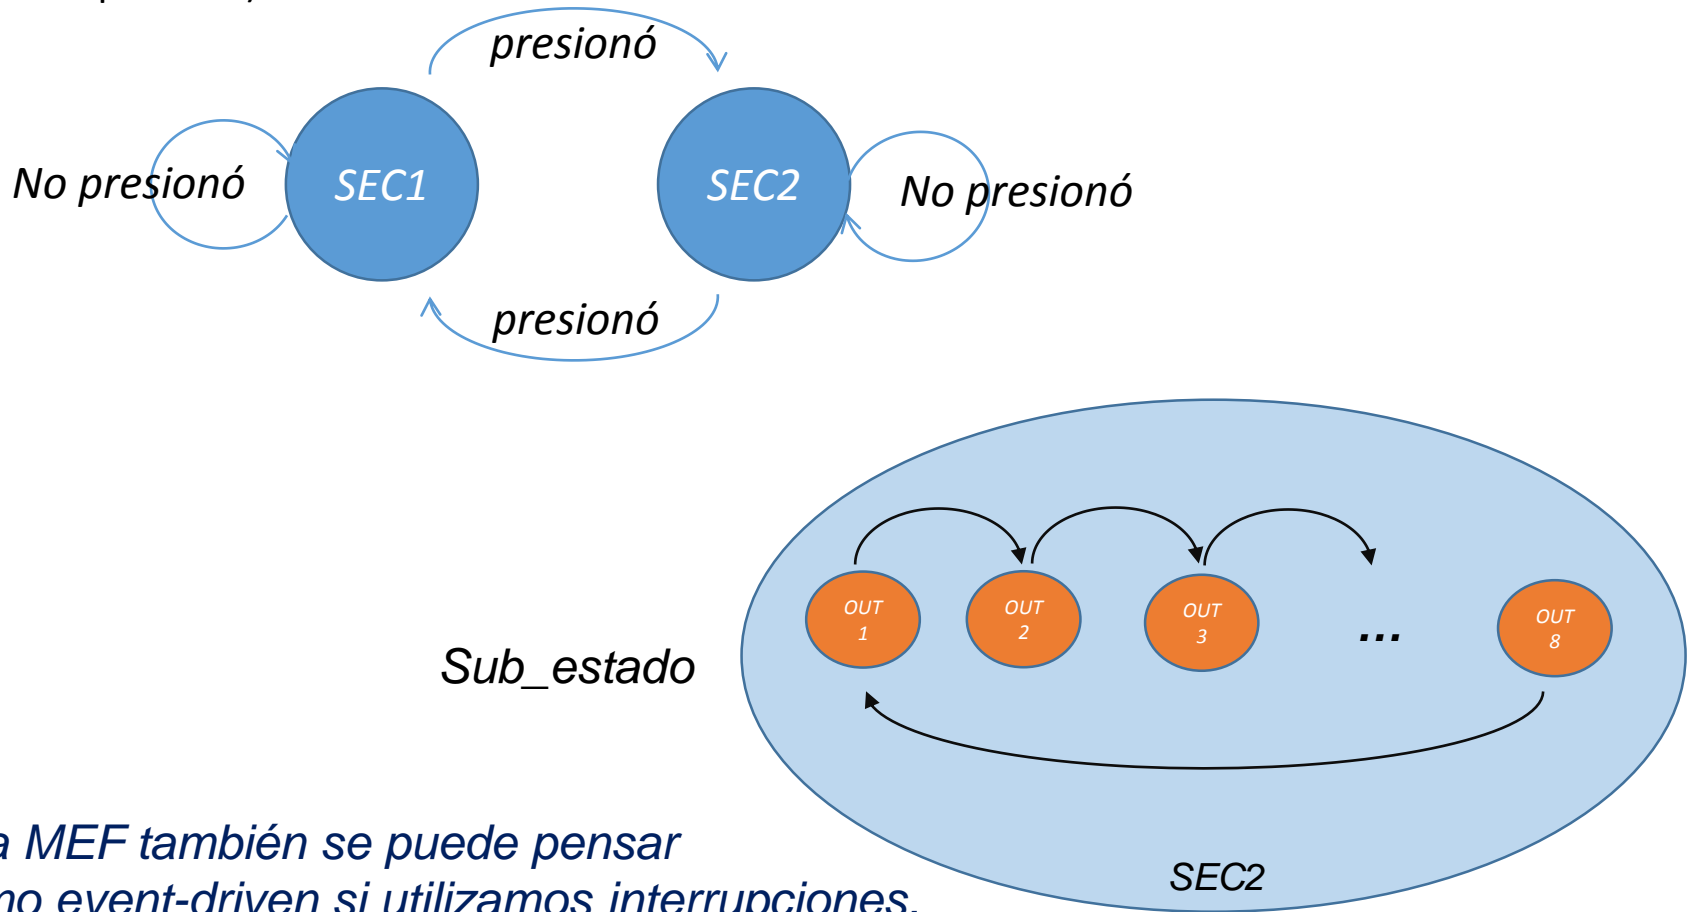 presionó
No presionó
SEC1
SEC2
No presionó
presionó
OUT
1
OUT
2
OUT
3
...
OUT
8
Sub_estado
a MEF también se puede pensar
mo event-driven si utilizamos interrupciones.
SEC2